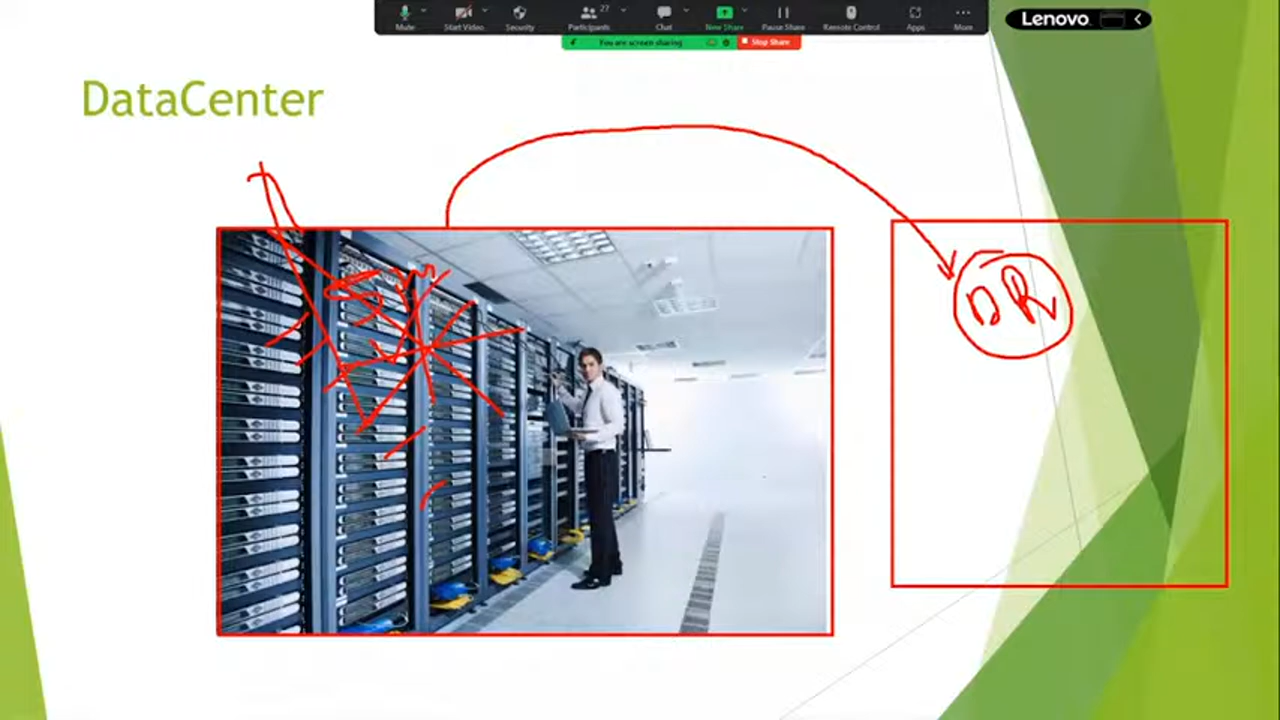 Mute
Start Video
Security
Participants
27
Chat
New Share
Pause Share
Remote Control
Apps
More
Lenovo
You are screen sharing
Stop Share
DataCenter
DR